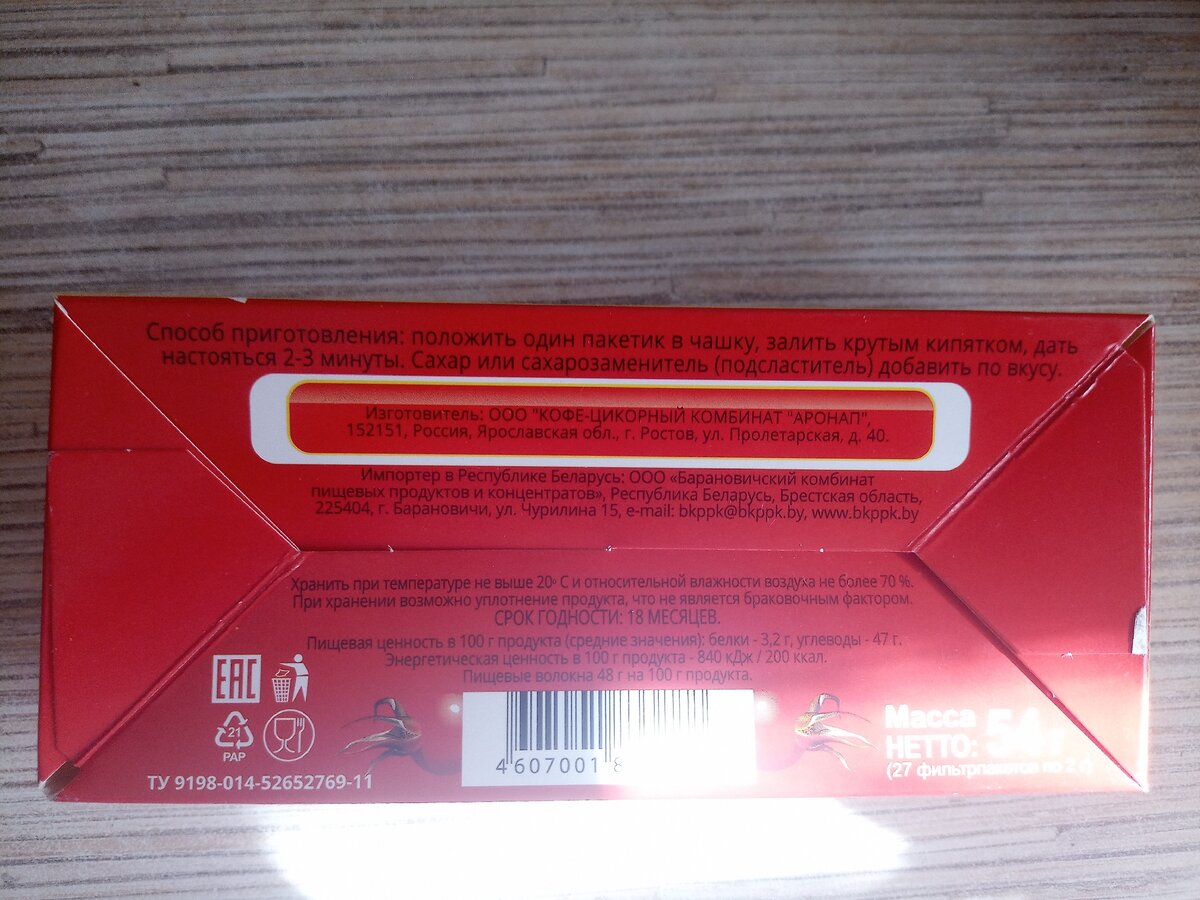 Способ приготовления: положить один пакетик в чашку, залить крутым кипятком, дать
настояться 2-3 минуты. Сахар или сахарозаменитель (подсластитель) добавить по вкусу.
Изготовитель: ООО "КОФЕ-ЦИКОРНЫЙ КОМБИНАТ "АРОНАП",
152151, Россия, Ярославская обл., г. Ростов, ул. Пролетарская, д. 40.
Импортер в Республике Беларусь: ООО «Барановичский комбинат
пищевых продуктов и концентратов», Республика Беларусь, Брестская область,
225404, г. Барановичи, ул. Чурилина 15, e-mail: bkppk@bkppk.by, www.bkppk.by
Хранить при температуре не выше 20º С и относительной влажности воздуха не более 70 %.
При хранении возможно уплотнение продукта, что не является браковочным фактором.
СРОК ГОДНОСТИ: 18 МЕСЯЦЕВ.
Пищевая ценность в 100 г продукта (средние значения): белки - 3,2 г, углеводы - 47 г.
Энергетическая ценность в 100 г продукта - 840 кДж / 200 ккал.
Пищевые волокна 48 г на 100 г продукта.
ЕАС
21
PAP
ТУ 9198-014-52652769-11
4 607001 8
Масса
НЕТТО: 54 г
(27 фильтрпакетов по 2 г)